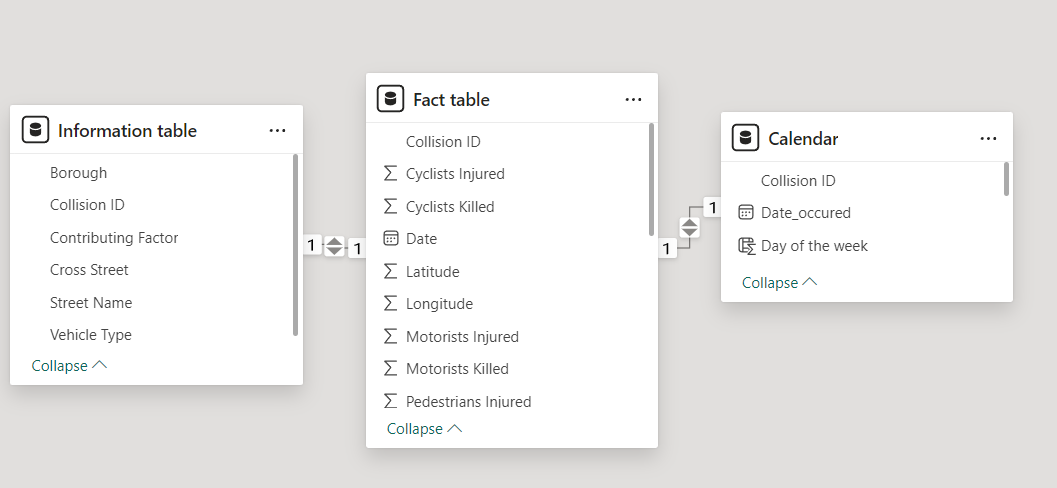 Information table
Borough
Collision ID
Contributing Factor
Cross Street
Street Name
Vehicle Type
Collapse
1
1
Fact table
Collision ID
Cyclists Injured
Cyclists Killed
Date
Latitude
Longitude
Motorists Injured
Motorists Killed
Pedestrians Injured
Collapse
1
1
Calendar
Collision ID
Date_occured
Day of the week
Collapse